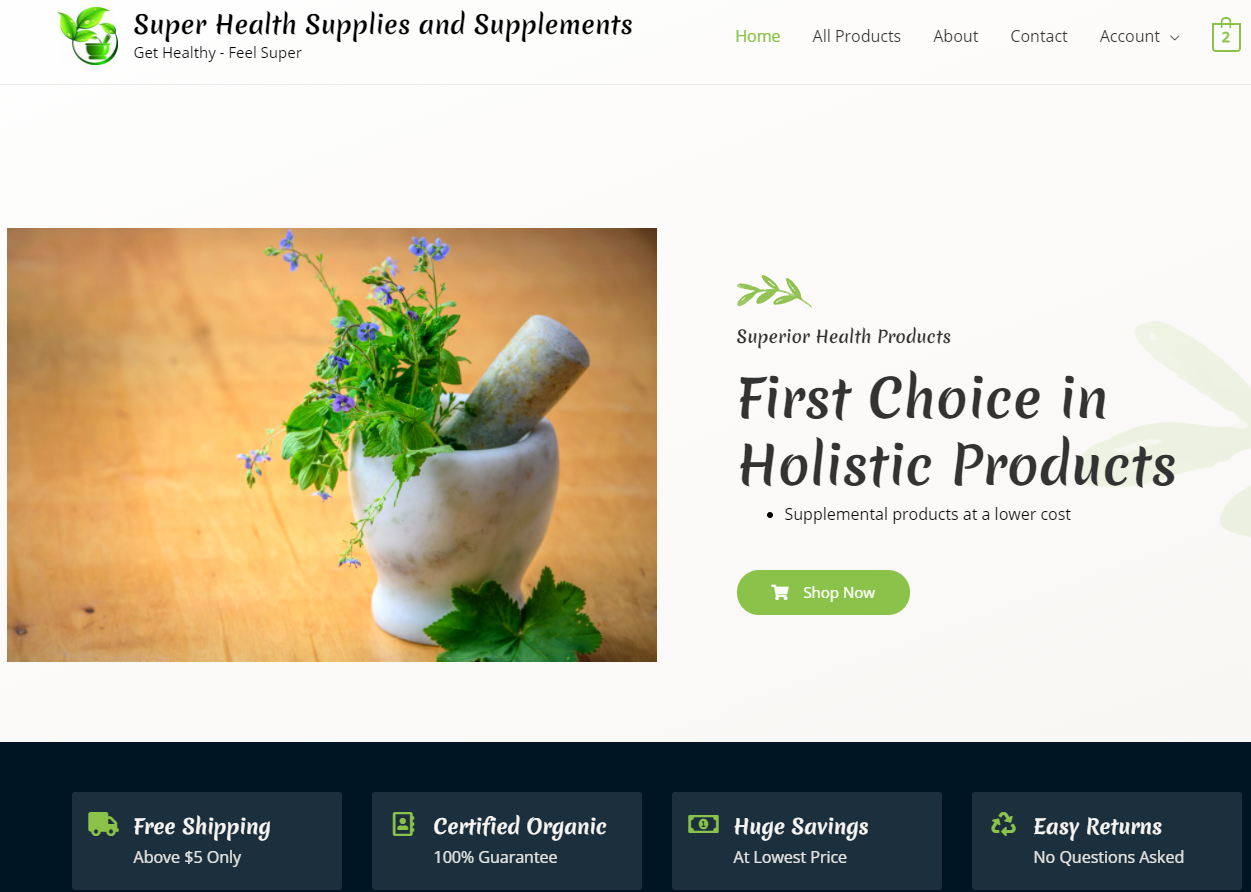 Super Health Supplies and Supplements
Get Healthy - Feel Super
Home All Products About Contact Account 2
Superior Health Products
First Choice in
Holistic Products
Supplemental products at a lower cost
Shop Now
Free Shipping
Above $5 Only
Certified Organic
100% Guarantee
Huge Savings
At Lowest Price
Easy Returns
No Questions Asked